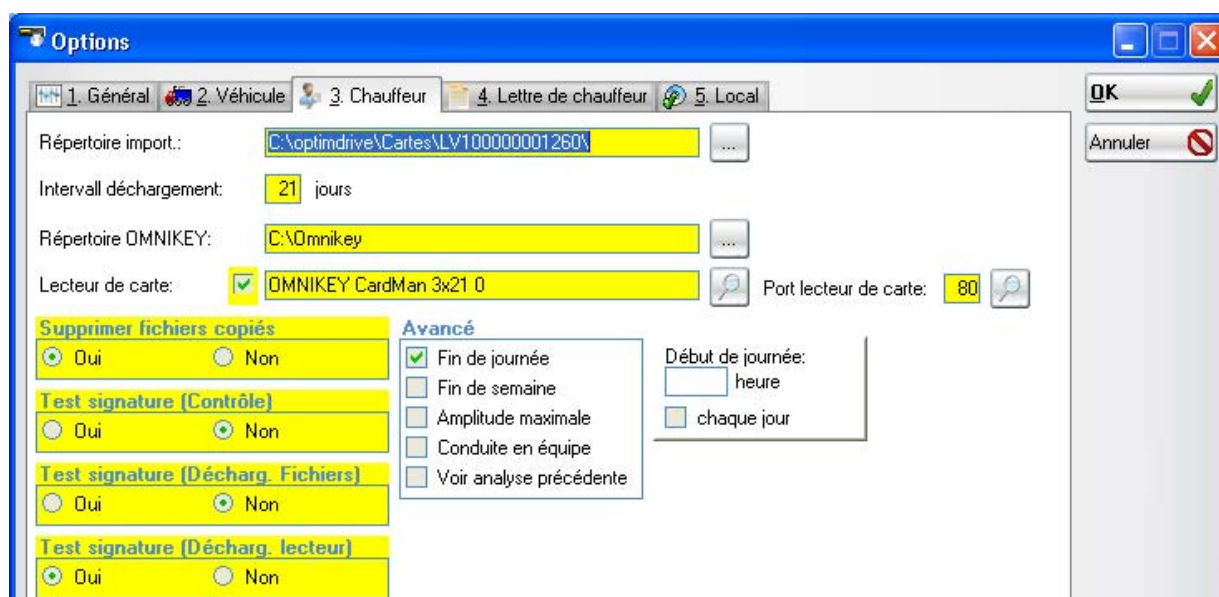 Options
1. Général 2. Véhicule 3. Chauffeur 4. Lettre de chauffeur 5. Local
OK
Annuler
Répertoire import.: C:\optimdrive\Cartes\LV100000001260\ ...
Intervall déchargement: 21 jours
Répertoire OMNIKEY: C:\Omnikey ...
Lecteur de carte: OMNIKEY CardMan 3x21 0 Port lecteur de carte: 80
Supprimer fichiers copiés
Oui Non
Test signature (Contrôle)
Oui Non
Test signature (Décharg. Fichiers)
Oui Non
Test signature (Décharg. lecteur)
Oui Non
Avancé
Fin de journée
Fin de semaine
Amplitude maximale
Conduite en équipe
Voir analyse précédente
Début de journée:
heure
chaque jour